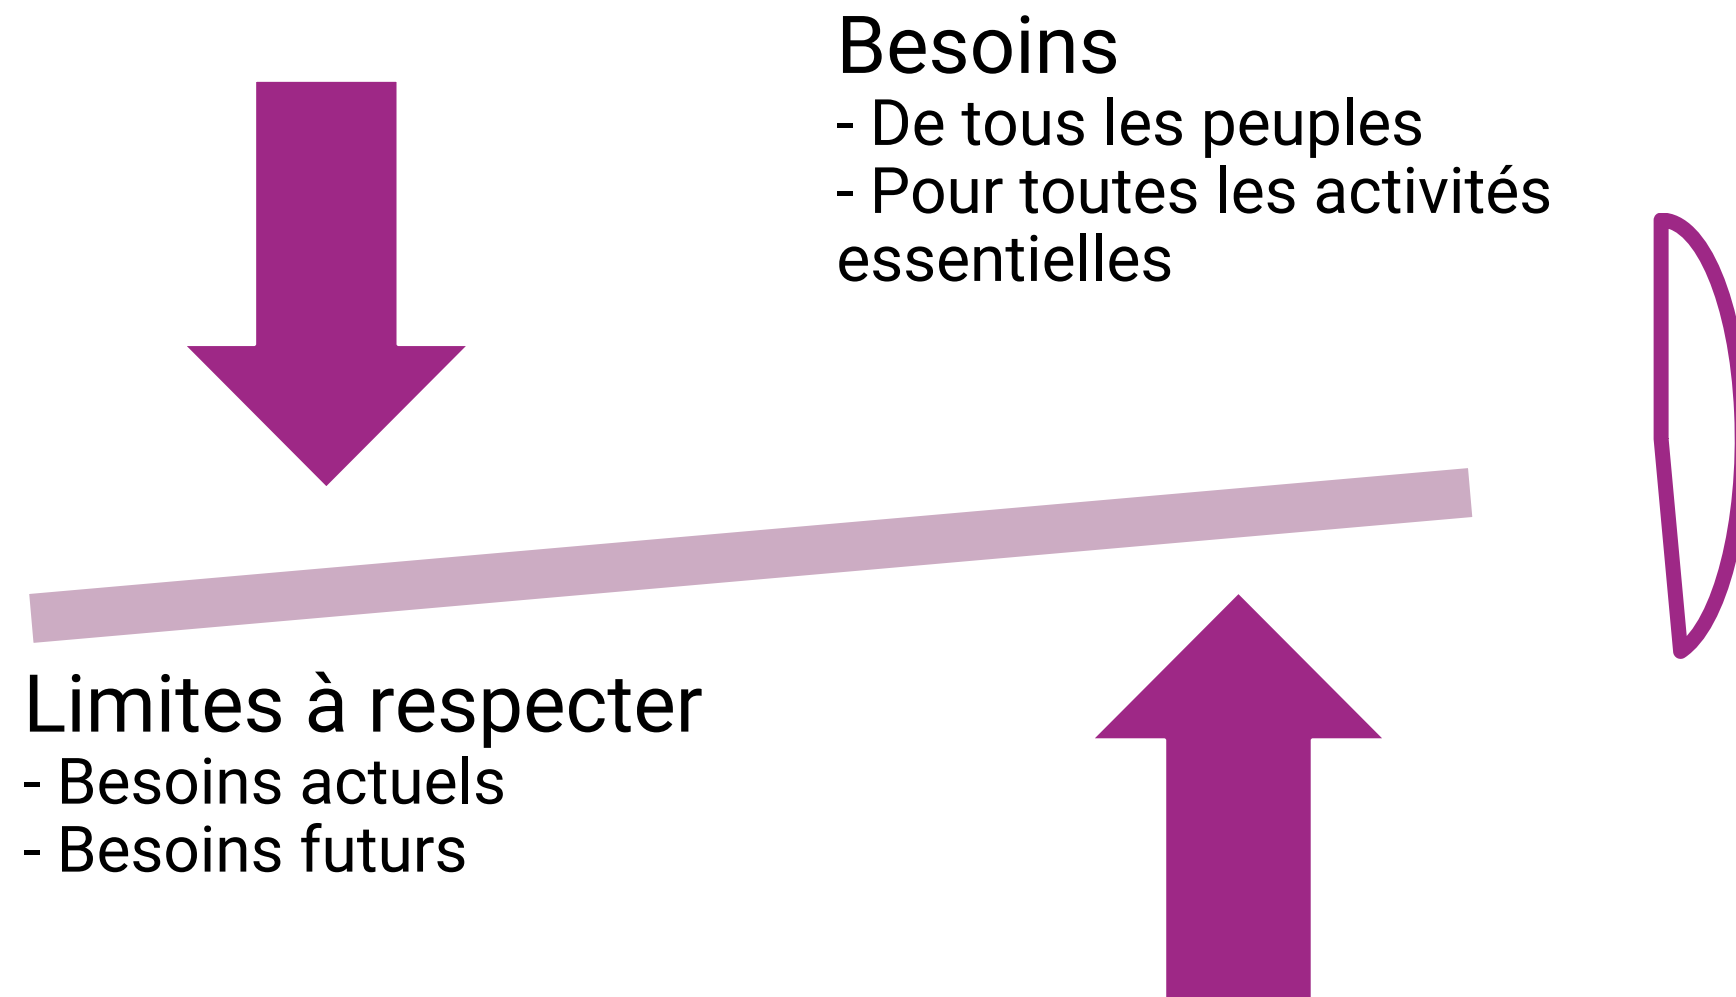 Besoins
- De tous les peuples
- Pour toutes les activités
essentielles
Limites à respecter
- Besoins actuels
- Besoins futurs